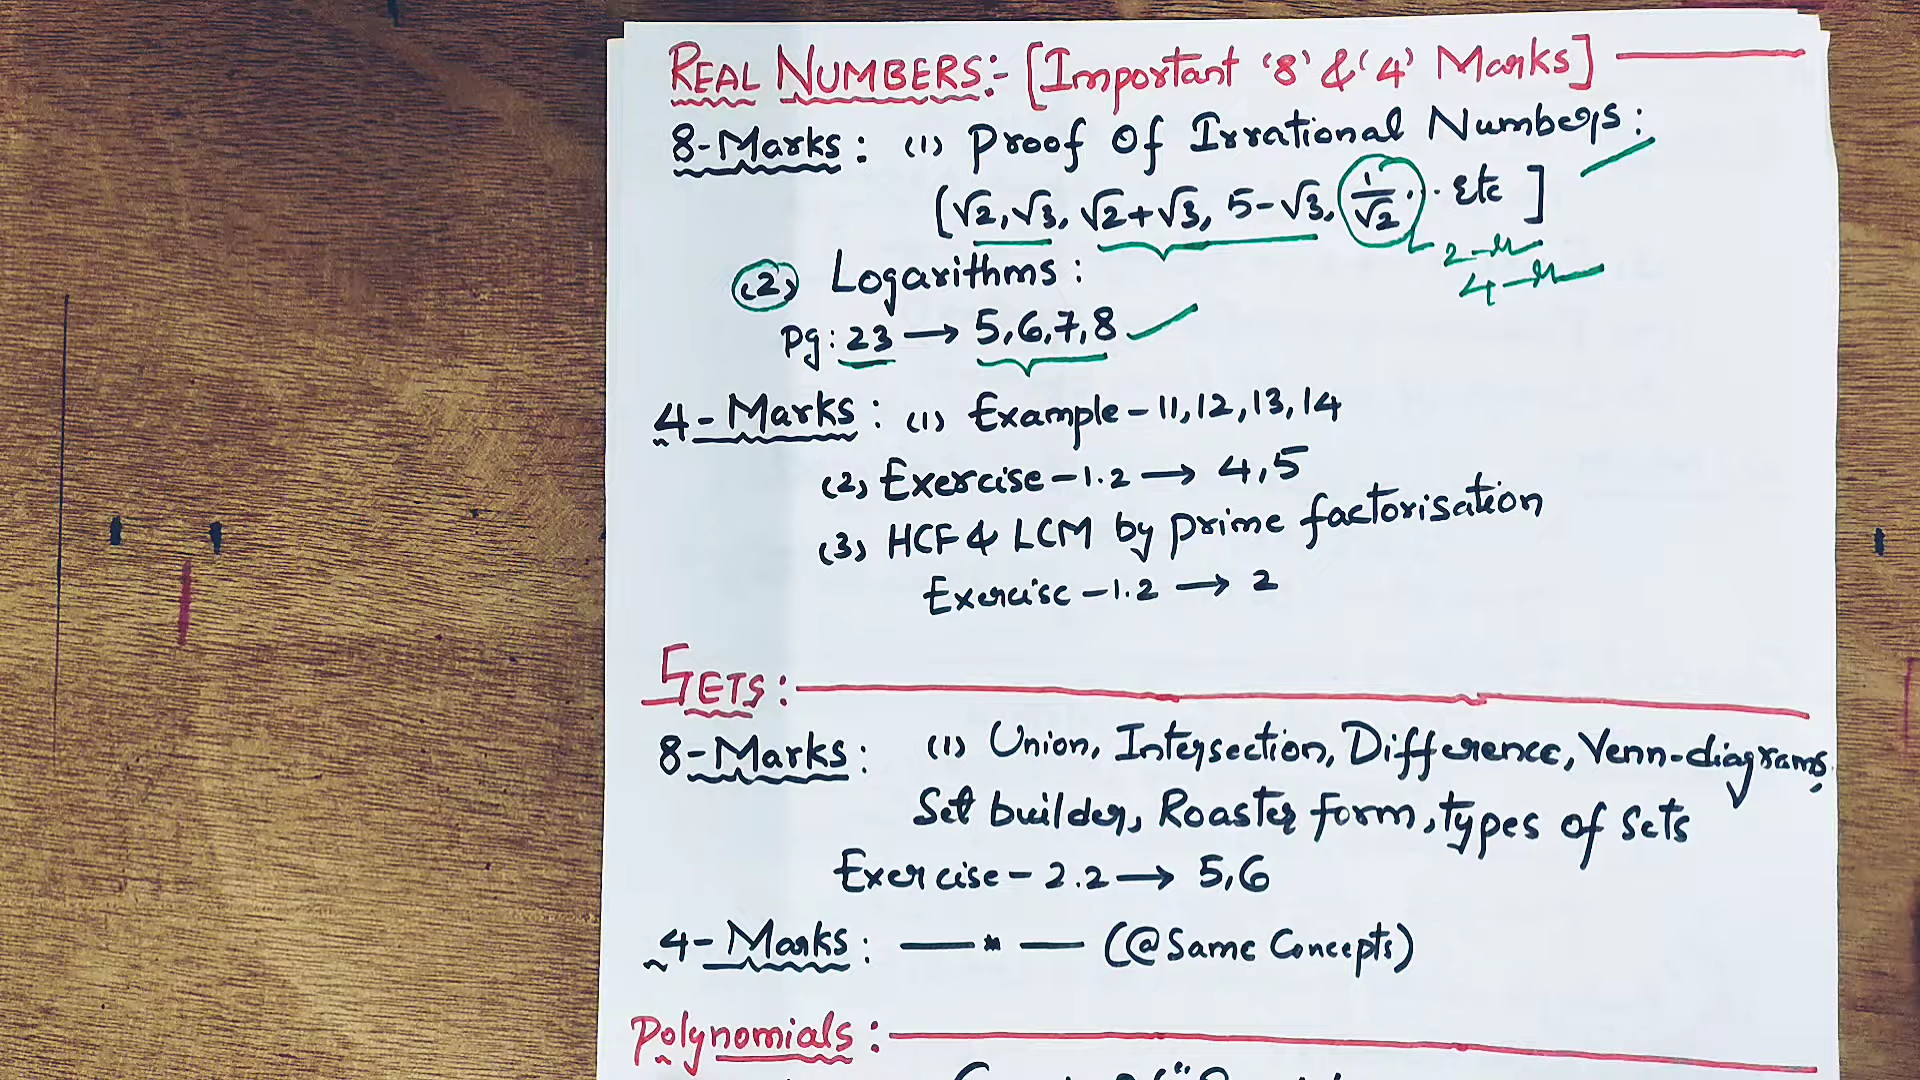 REAL NUMBERS:- [Important '8' & '4' Marks]
8-Marks: (1) Proof Of Irrational Numbers:
[√2, √3, √2+√3, 5-√3, 1/√2 ... Etc]
2-M
4-M
(2) Logarithms:
Pg: 23 → 5,6,7,8
4-Marks: (1) Example-11,12,13,14
(2) Exercise-1.2 → 4,5
(3) HCF & LCM by prime factorisation
Exercise-1.2 → 2
SETS:
8-Marks: (1) Union, Intersection, Difference, Venn-diagrams,
Set builder, Roaster form, types of sets
Exercise-2.2 → 5,6
4-Marks: —*— (@Same Concepts)
Polynomials: